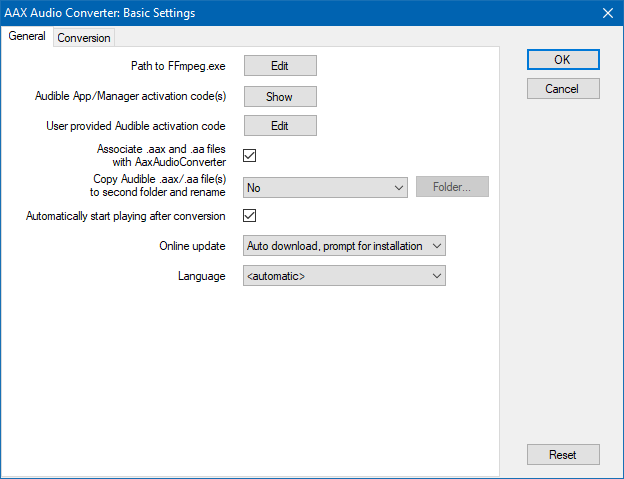 AAX Audio Converter: Basic Settings
General
Conversion
Path to FFmpeg.exe
Edit
Audible App/Manager activation code(s)
Show
User provided Audible activation code
Edit
Associate .aax and .aa files
with AaxAudioConverter
Copy Audible .aax/.aa file(s)
to second folder and rename
No
Folder...
Automatically start playing after conversion
Online update
Auto download, prompt for installation
Language
<automatic>
OK
Cancel
Reset